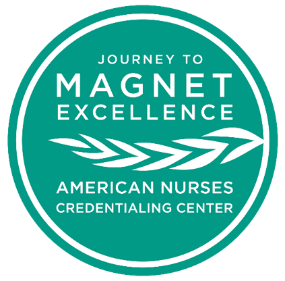 JOURNEY TO
MAGNET
EXCELLENCE
AMERICAN NURSES
CREDENTIALING CENTER